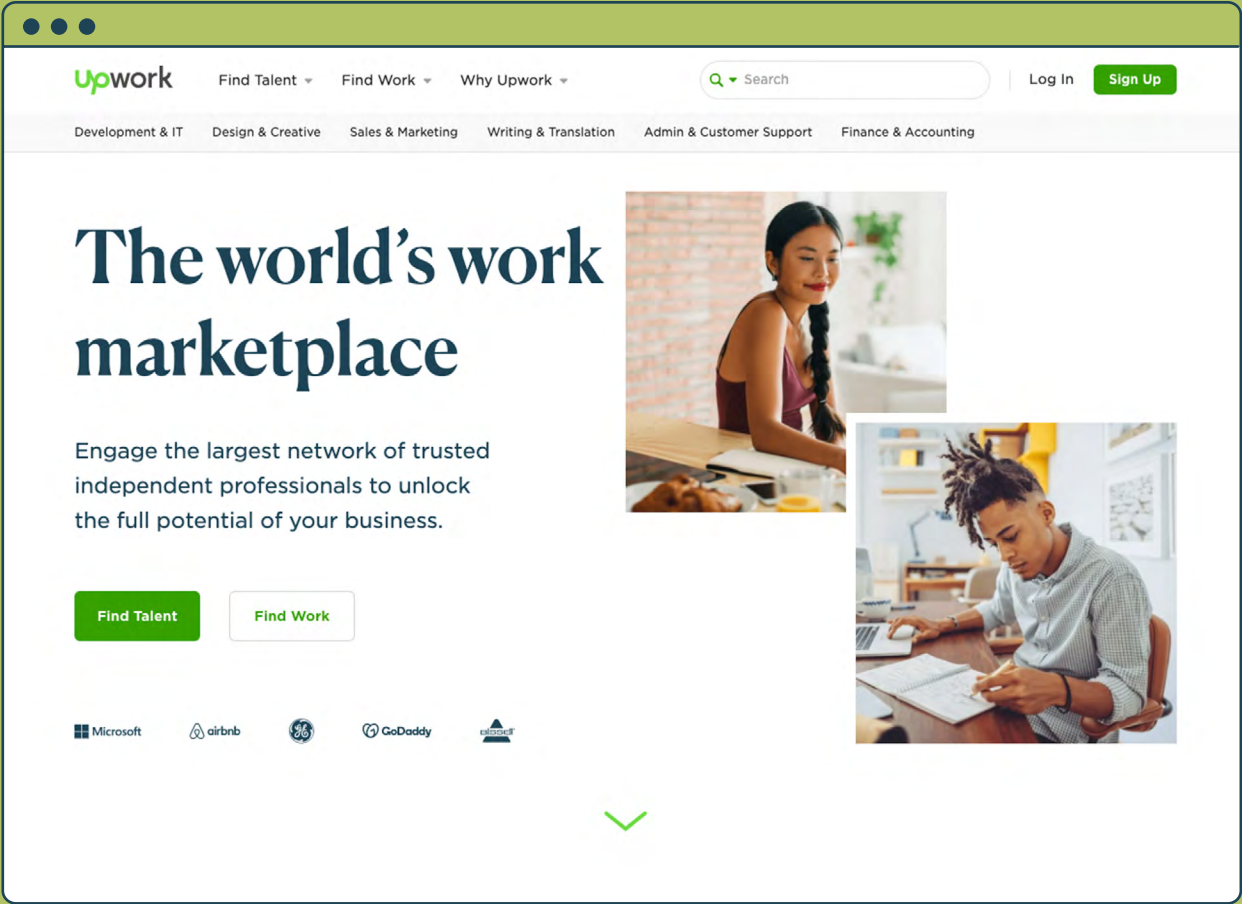 upwork
Find Talent
Find Work
Why Upwork
Search
Log In
Sign Up
Development & IT
Design & Creative
Sales & Marketing
Writing & Translation
Admin & Customer Support
Finance & Accounting
The world’s work
marketplace
Engage the largest network of trusted
independent professionals to unlock
the full potential of your business.
Find Talent
Find Work
Microsoft
airbnb
GE
GoDaddy
BISSELL